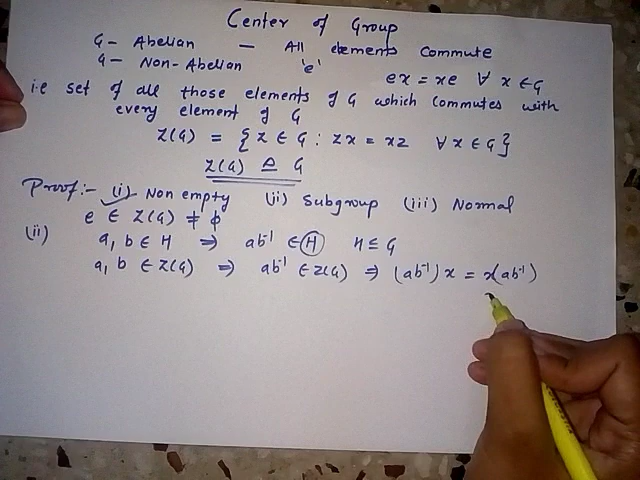 Center of Group
G - Abelian — All elements commute
G - Non-Abelian 'e' ex = xe ∀ x ∈ G
i.e set of all those elements of G which commutes with
every element of G
Z(G) = {z ∈ G : zx = xz ∀ x ∈ G}
Z(G) ⊴ G
Proof:- (i) Non empty (ii) Subgroup (iii) Normal
e ∈ Z(G) ≠ ϕ
(ii) a, b ∈ H ⇒ ab⁻¹ ∈ H H ≤ G
a, b ∈ Z(G) ⇒ ab⁻¹ ∈ Z(G) ⇒ (ab⁻¹)x = x(ab⁻¹)